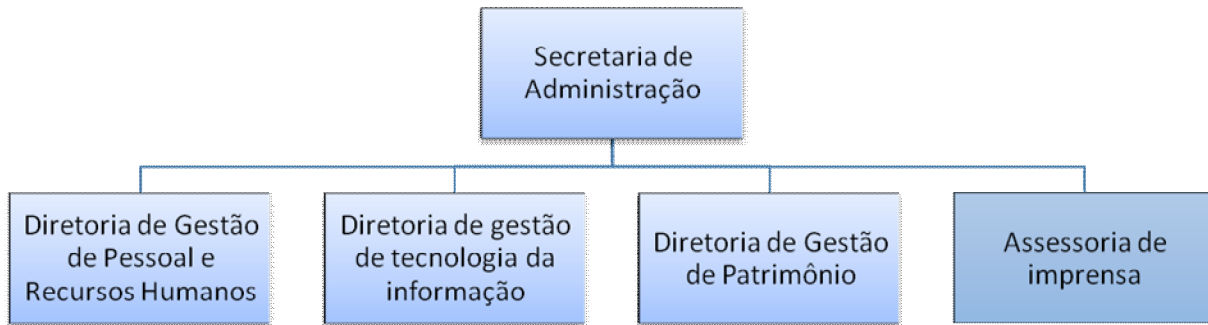 Secretaria de
Administração
Diretoria de Gestão
de Pessoal e
Recursos Humanos
Diretoria de gestão
de tecnologia da
informação
Diretoria de Gestão
de Patrimônio
Assessoria de
imprensa